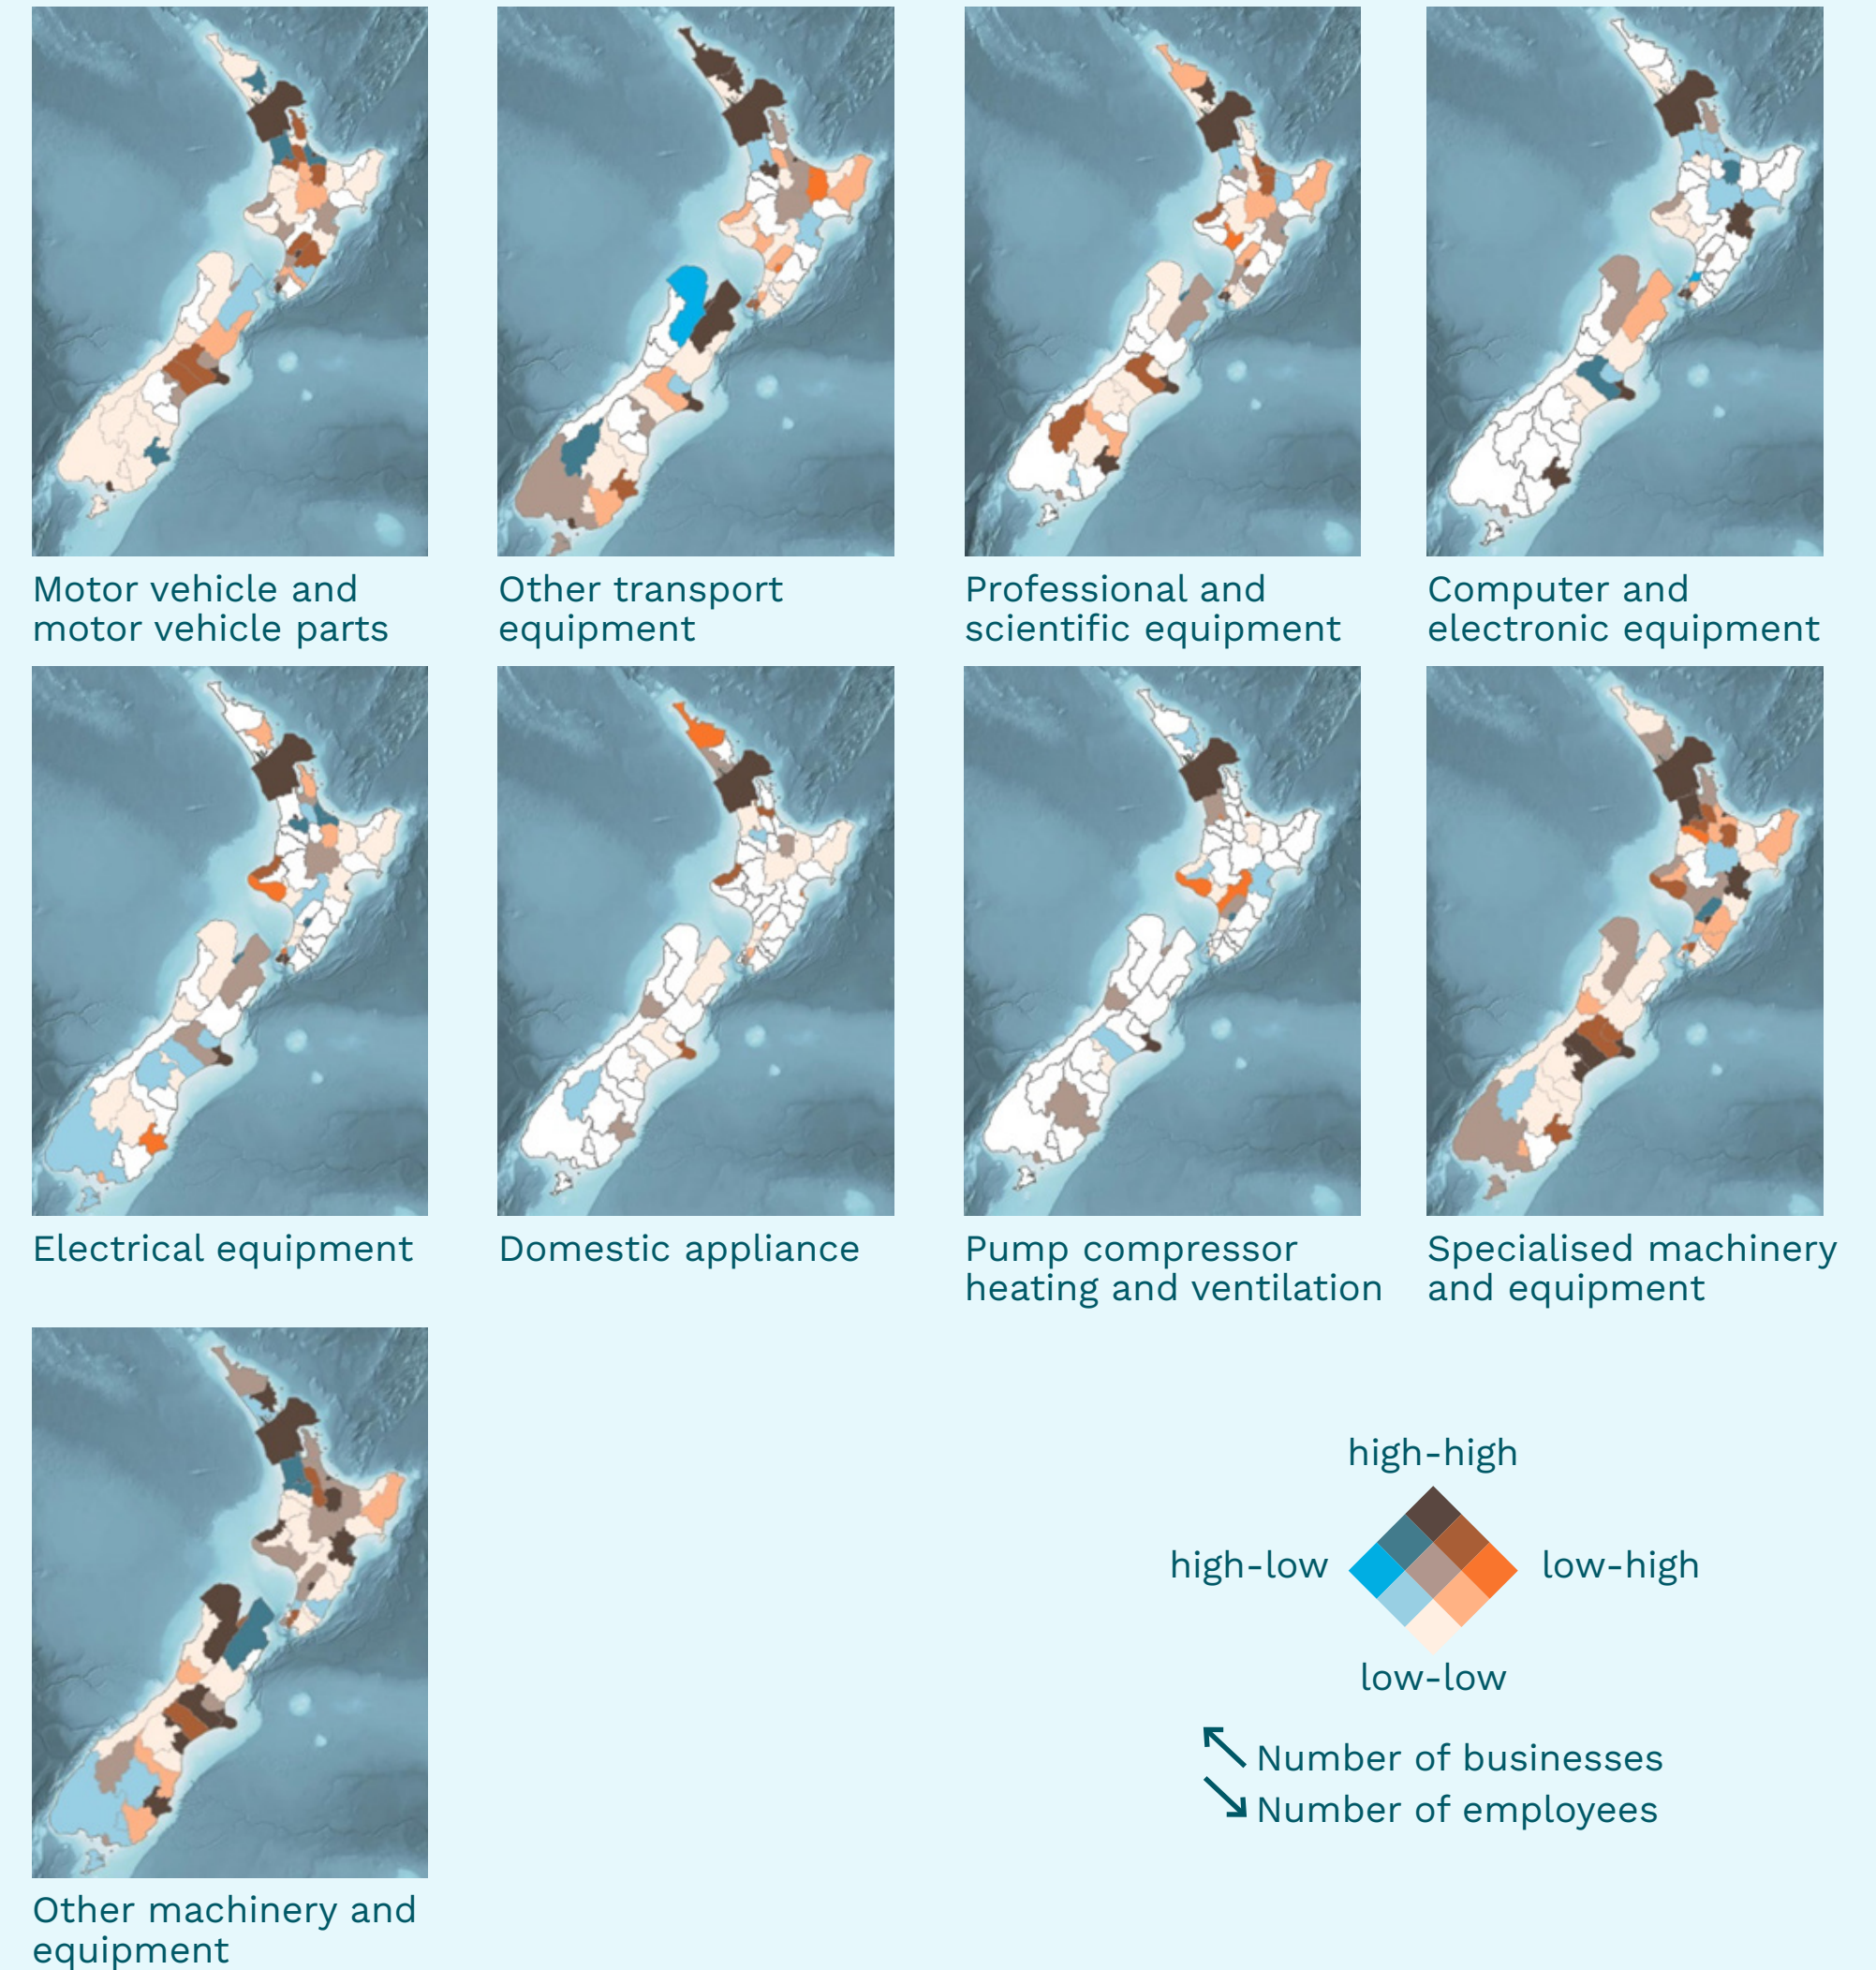 Motor vehicle and
motor vehicle parts
Other transport
equipment
Professional and
scientific equipment
Computer and
electronic equipment
Electrical equipment
Domestic appliance
Pump compressor
heating and ventilation
Specialised machinery
and equipment
Other machinery and
equipment
high-high
high-low
low-high
low-low
Number of businesses
Number of employees